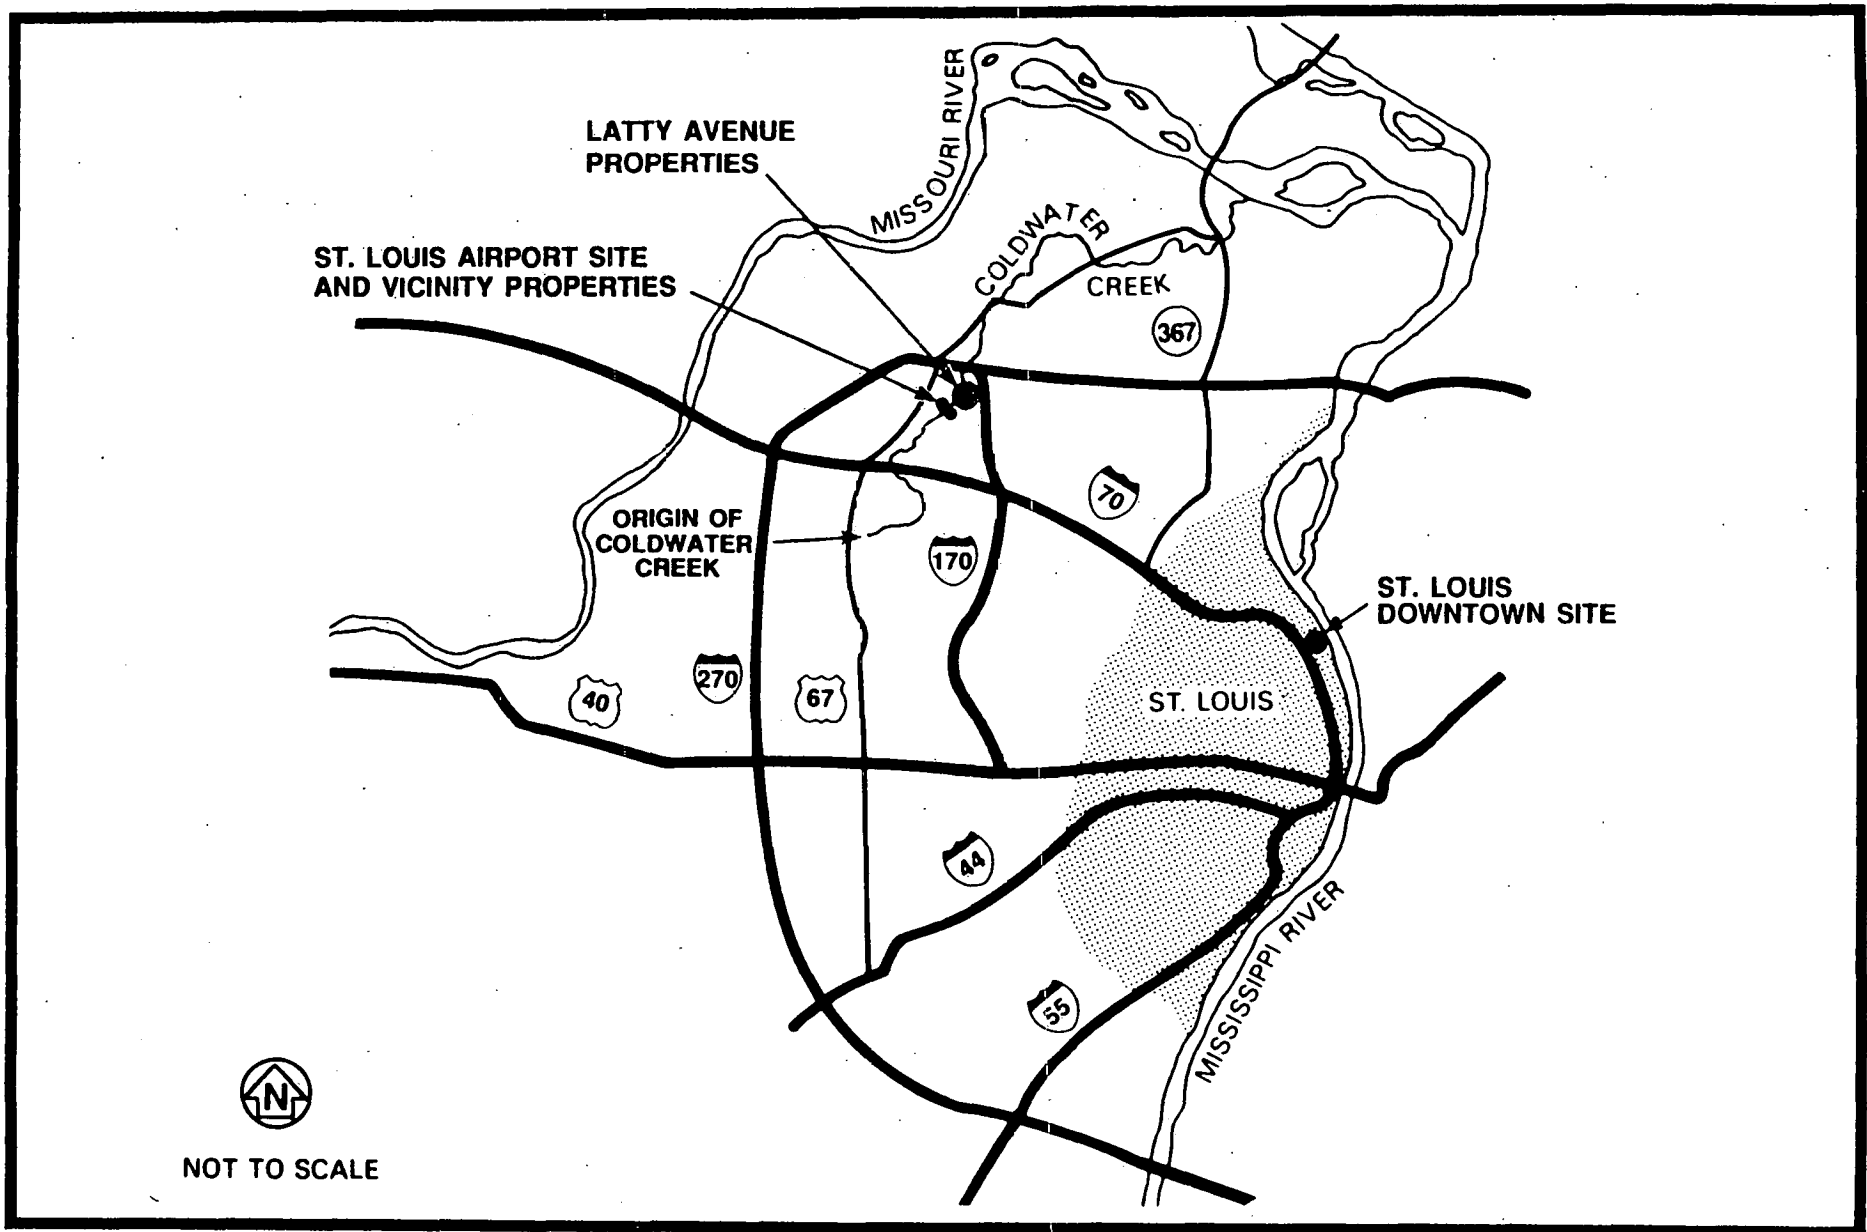 MISSOURI RIVER
LATTY AVENUE
PROPERTIES
COLDWATER
CREEK
ST. LOUIS AIRPORT SITE
AND VICINITY PROPERTIES
367
70
ORIGIN OF
COLDWATER
CREEK
170
ST. LOUIS
DOWNTOWN SITE
270
40
67
ST. LOUIS
44
MISSISSIPPI RIVER
55
N
NOT TO SCALE